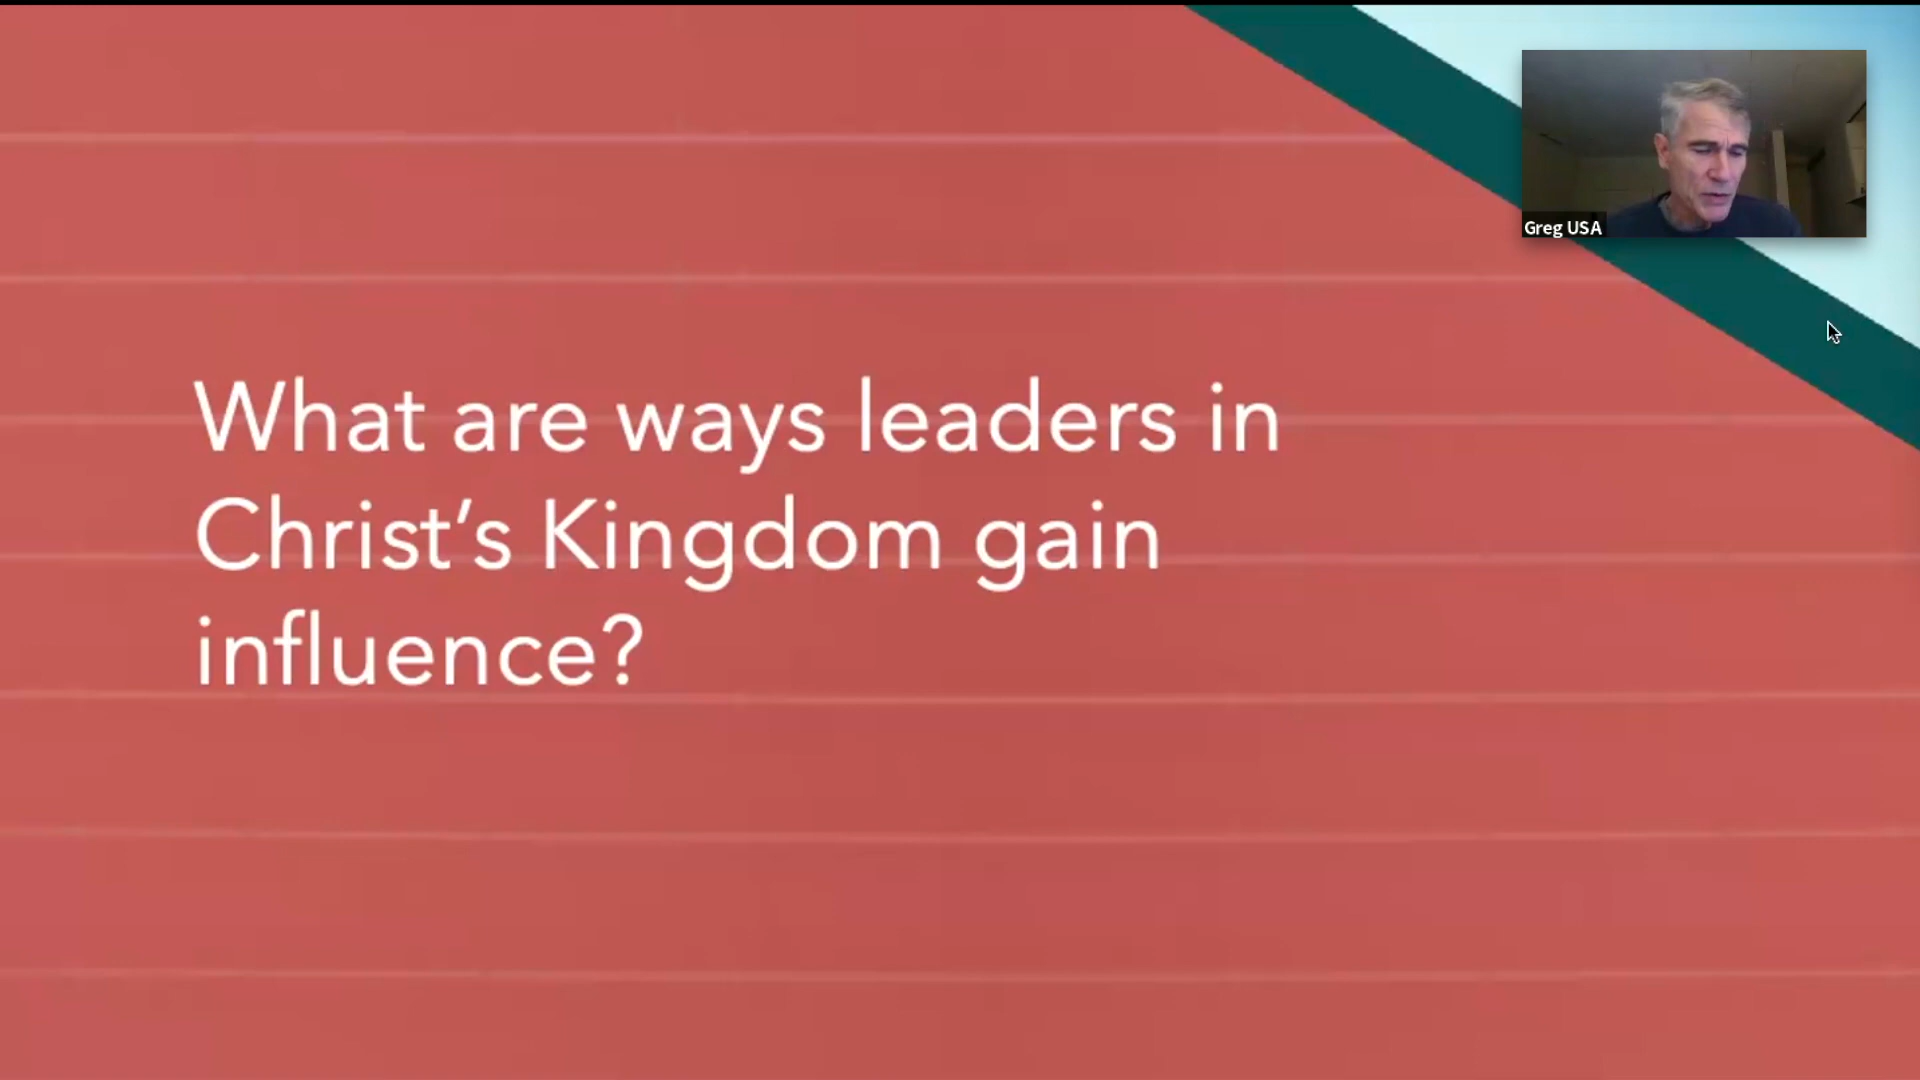 Greg USA
What are ways leaders in
Christ’s Kingdom gain
influence?